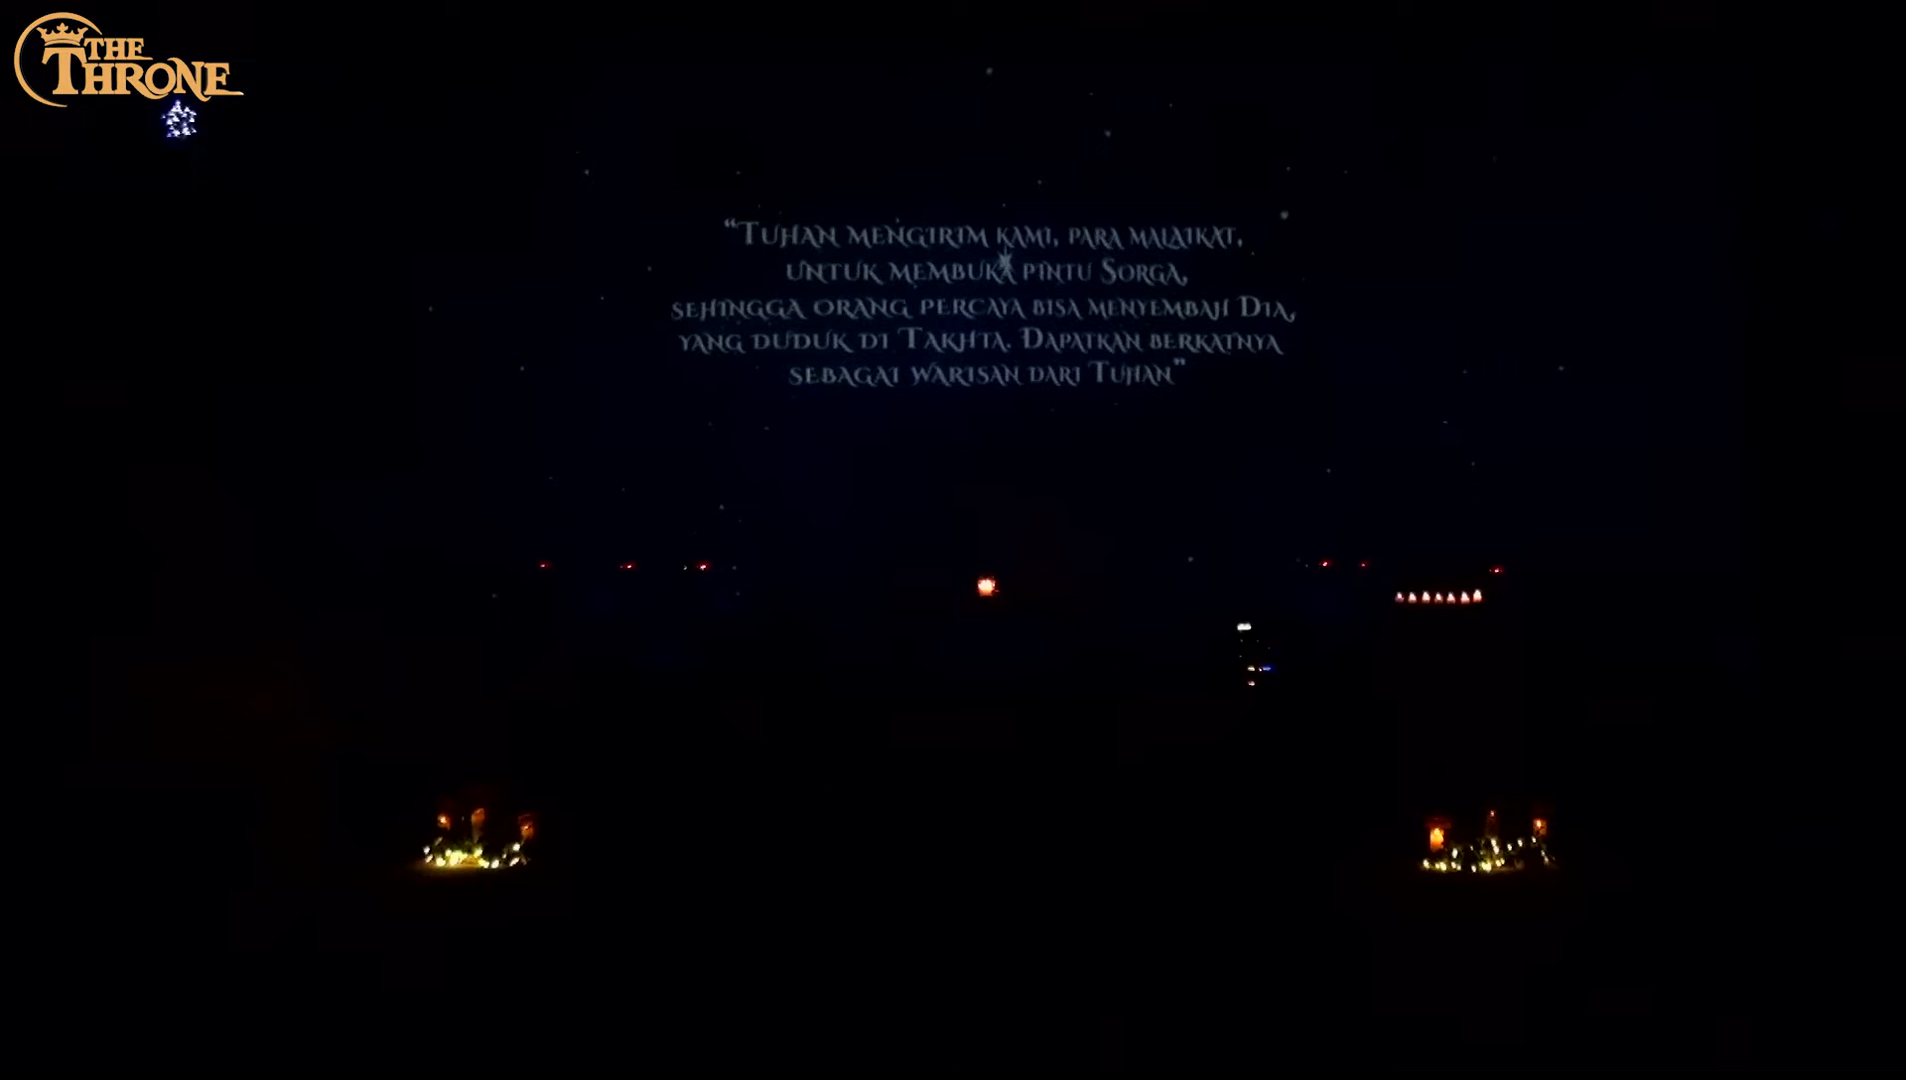 THE
THRONE
“TUHAN MENGIRIM KAMI, PARA MALAIKAT,
UNTUK MEMBUKA PINTU SORGA,
SEHINGGA ORANG PERCAYA BISA MENYEMBAH DIA,
YANG DUDUK DI TAKHTA. DAPATKAN BERKATNYA
SEBAGAI WARISAN DARI TUHAN”